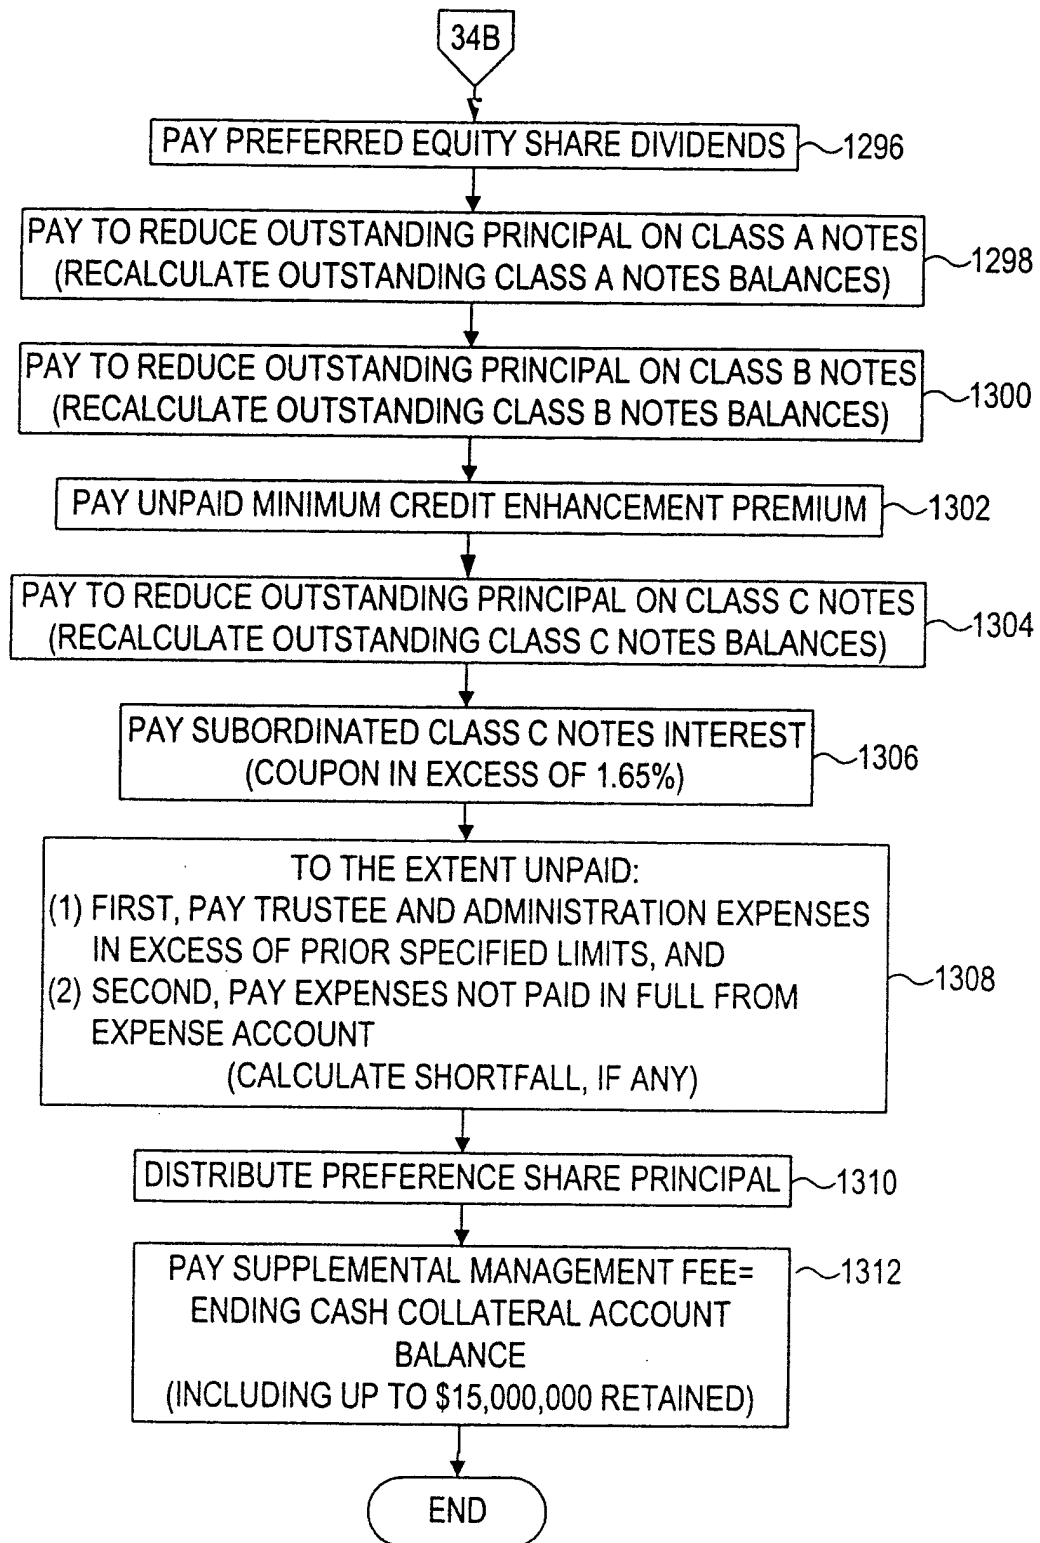 34B
PAY PREFERRED EQUITY SHARE DIVIDENDS
1296
PAY TO REDUCE OUTSTANDING PRINCIPAL ON CLASS A NOTES
(RECALCULATE OUTSTANDING CLASS A NOTES BALANCES)
1298
PAY TO REDUCE OUTSTANDING PRINCIPAL ON CLASS B NOTES
(RECALCULATE OUTSTANDING CLASS B NOTES BALANCES)
1300
PAY UNPAID MINIMUM CREDIT ENHANCEMENT PREMIUM
1302
PAY TO REDUCE OUTSTANDING PRINCIPAL ON CLASS C NOTES
(RECALCULATE OUTSTANDING CLASS C NOTES BALANCES)
1304
PAY SUBORDINATED CLASS C NOTES INTEREST
(COUPON IN EXCESS OF 1.65%)
1306
TO THE EXTENT UNPAID:
(1) FIRST, PAY TRUSTEE AND ADMINISTRATION EXPENSES
IN EXCESS OF PRIOR SPECIFIED LIMITS, AND
(2) SECOND, PAY EXPENSES NOT PAID IN FULL FROM
EXPENSE ACCOUNT
(CALCULATE SHORTFALL, IF ANY)
1308
DISTRIBUTE PREFERENCE SHARE PRINCIPAL
1310
PAY SUPPLEMENTAL MANAGEMENT FEE=
ENDING CASH COLLATERAL ACCOUNT
BALANCE
(INCLUDING UP TO $15,000,000 RETAINED)
1312
END